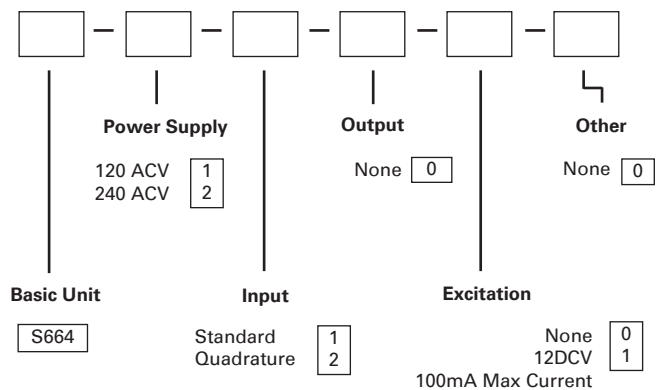 Power Supply
Output
Other
120 ACV 1
240 ACV 2
None 0
None 0
Basic Unit
Input
Excitation
S664
Standard 1
Quadrature 2
None 0
12DCV 1
100mA Max Current